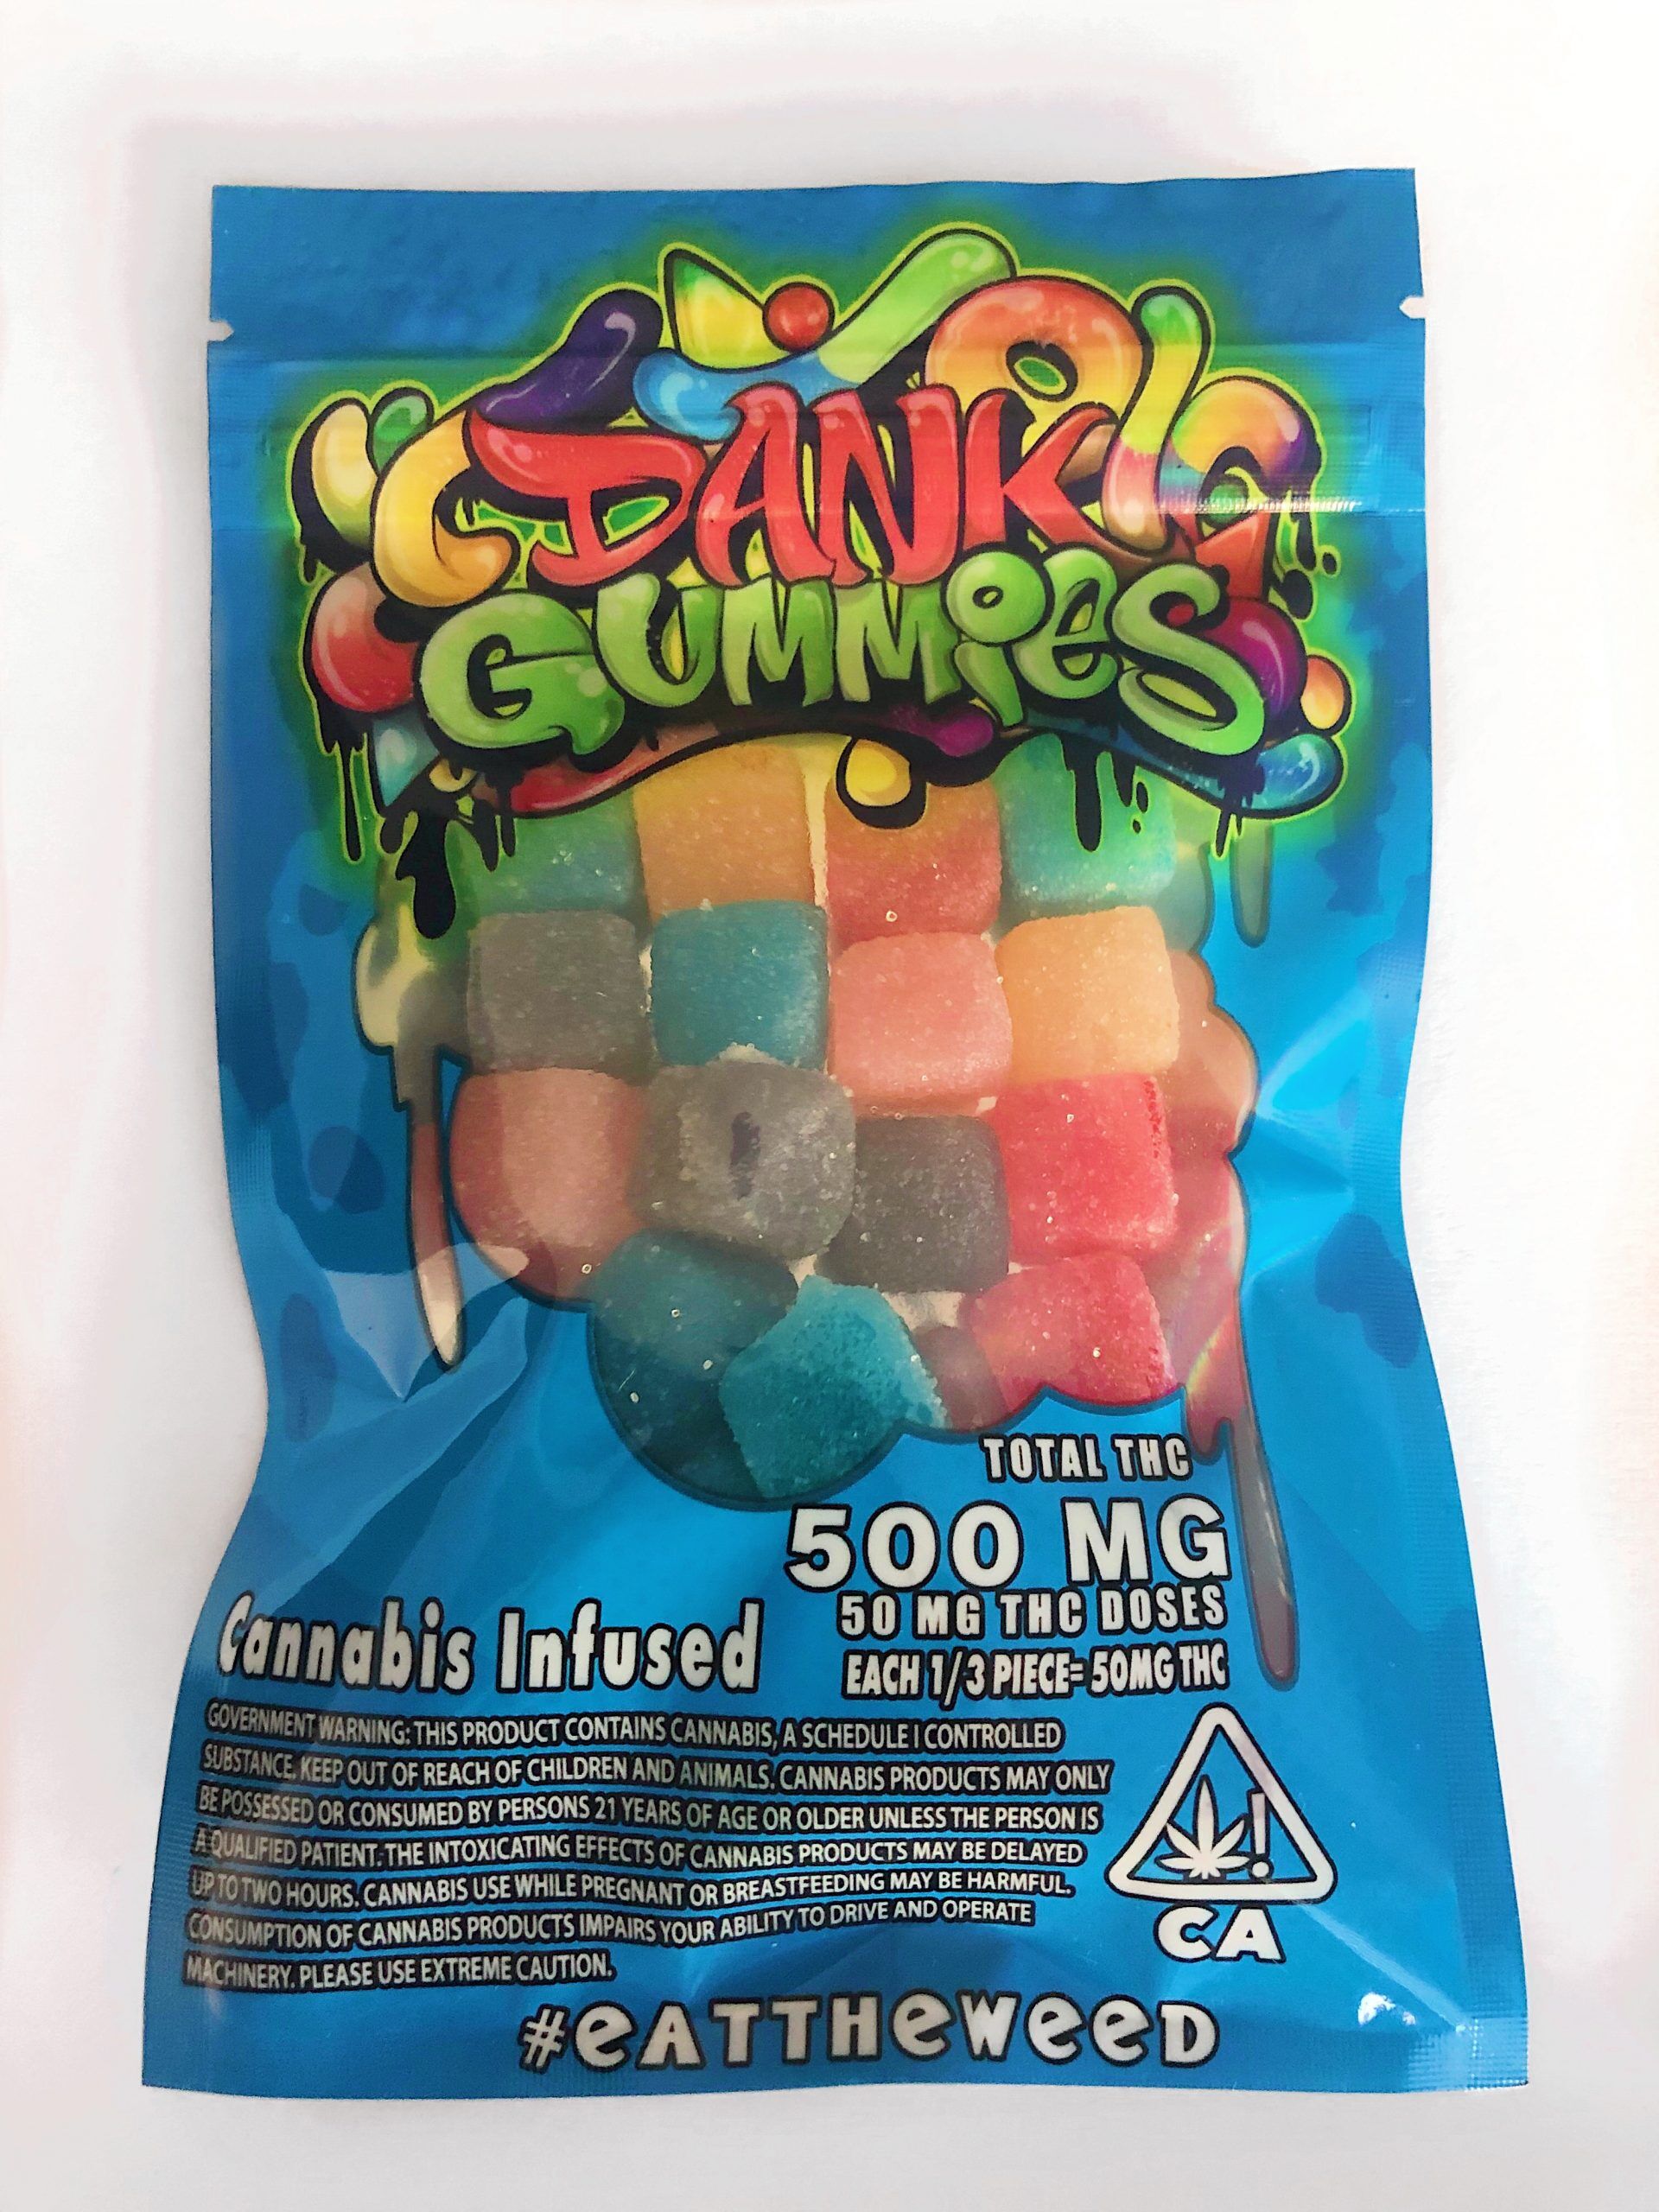 DANK
GUMMiES
TOTAL THC
500 MG
50 MG THC DOSES
EACH 1/3 PIECE= 50MG THC
Cannabis Infused
GOVERNMENT WARNING: THIS PRODUCT CONTAINS CANNABIS, A SCHEDULE I CONTROLLED
SUBSTANCE. KEEP OUT OF REACH OF CHILDREN AND ANIMALS. CANNABIS PRODUCTS MAY ONLY
BE POSSESSED OR CONSUMED BY PERSONS 21 YEARS OF AGE OR OLDER UNLESS THE PERSON IS
A QUALIFIED PATIENT. THE INTOXICATING EFFECTS OF CANNABIS PRODUCTS MAY BE DELAYED
UP TO TWO HOURS. CANNABIS USE WHILE PREGNANT OR BREASTFEEDING MAY BE HARMFUL.
CONSUMPTION OF CANNABIS PRODUCTS IMPAIRS YOUR ABILITY TO DRIVE AND OPERATE
MACHINERY. PLEASE USE EXTREME CAUTION.
!
CA
#eATTHeWeeD